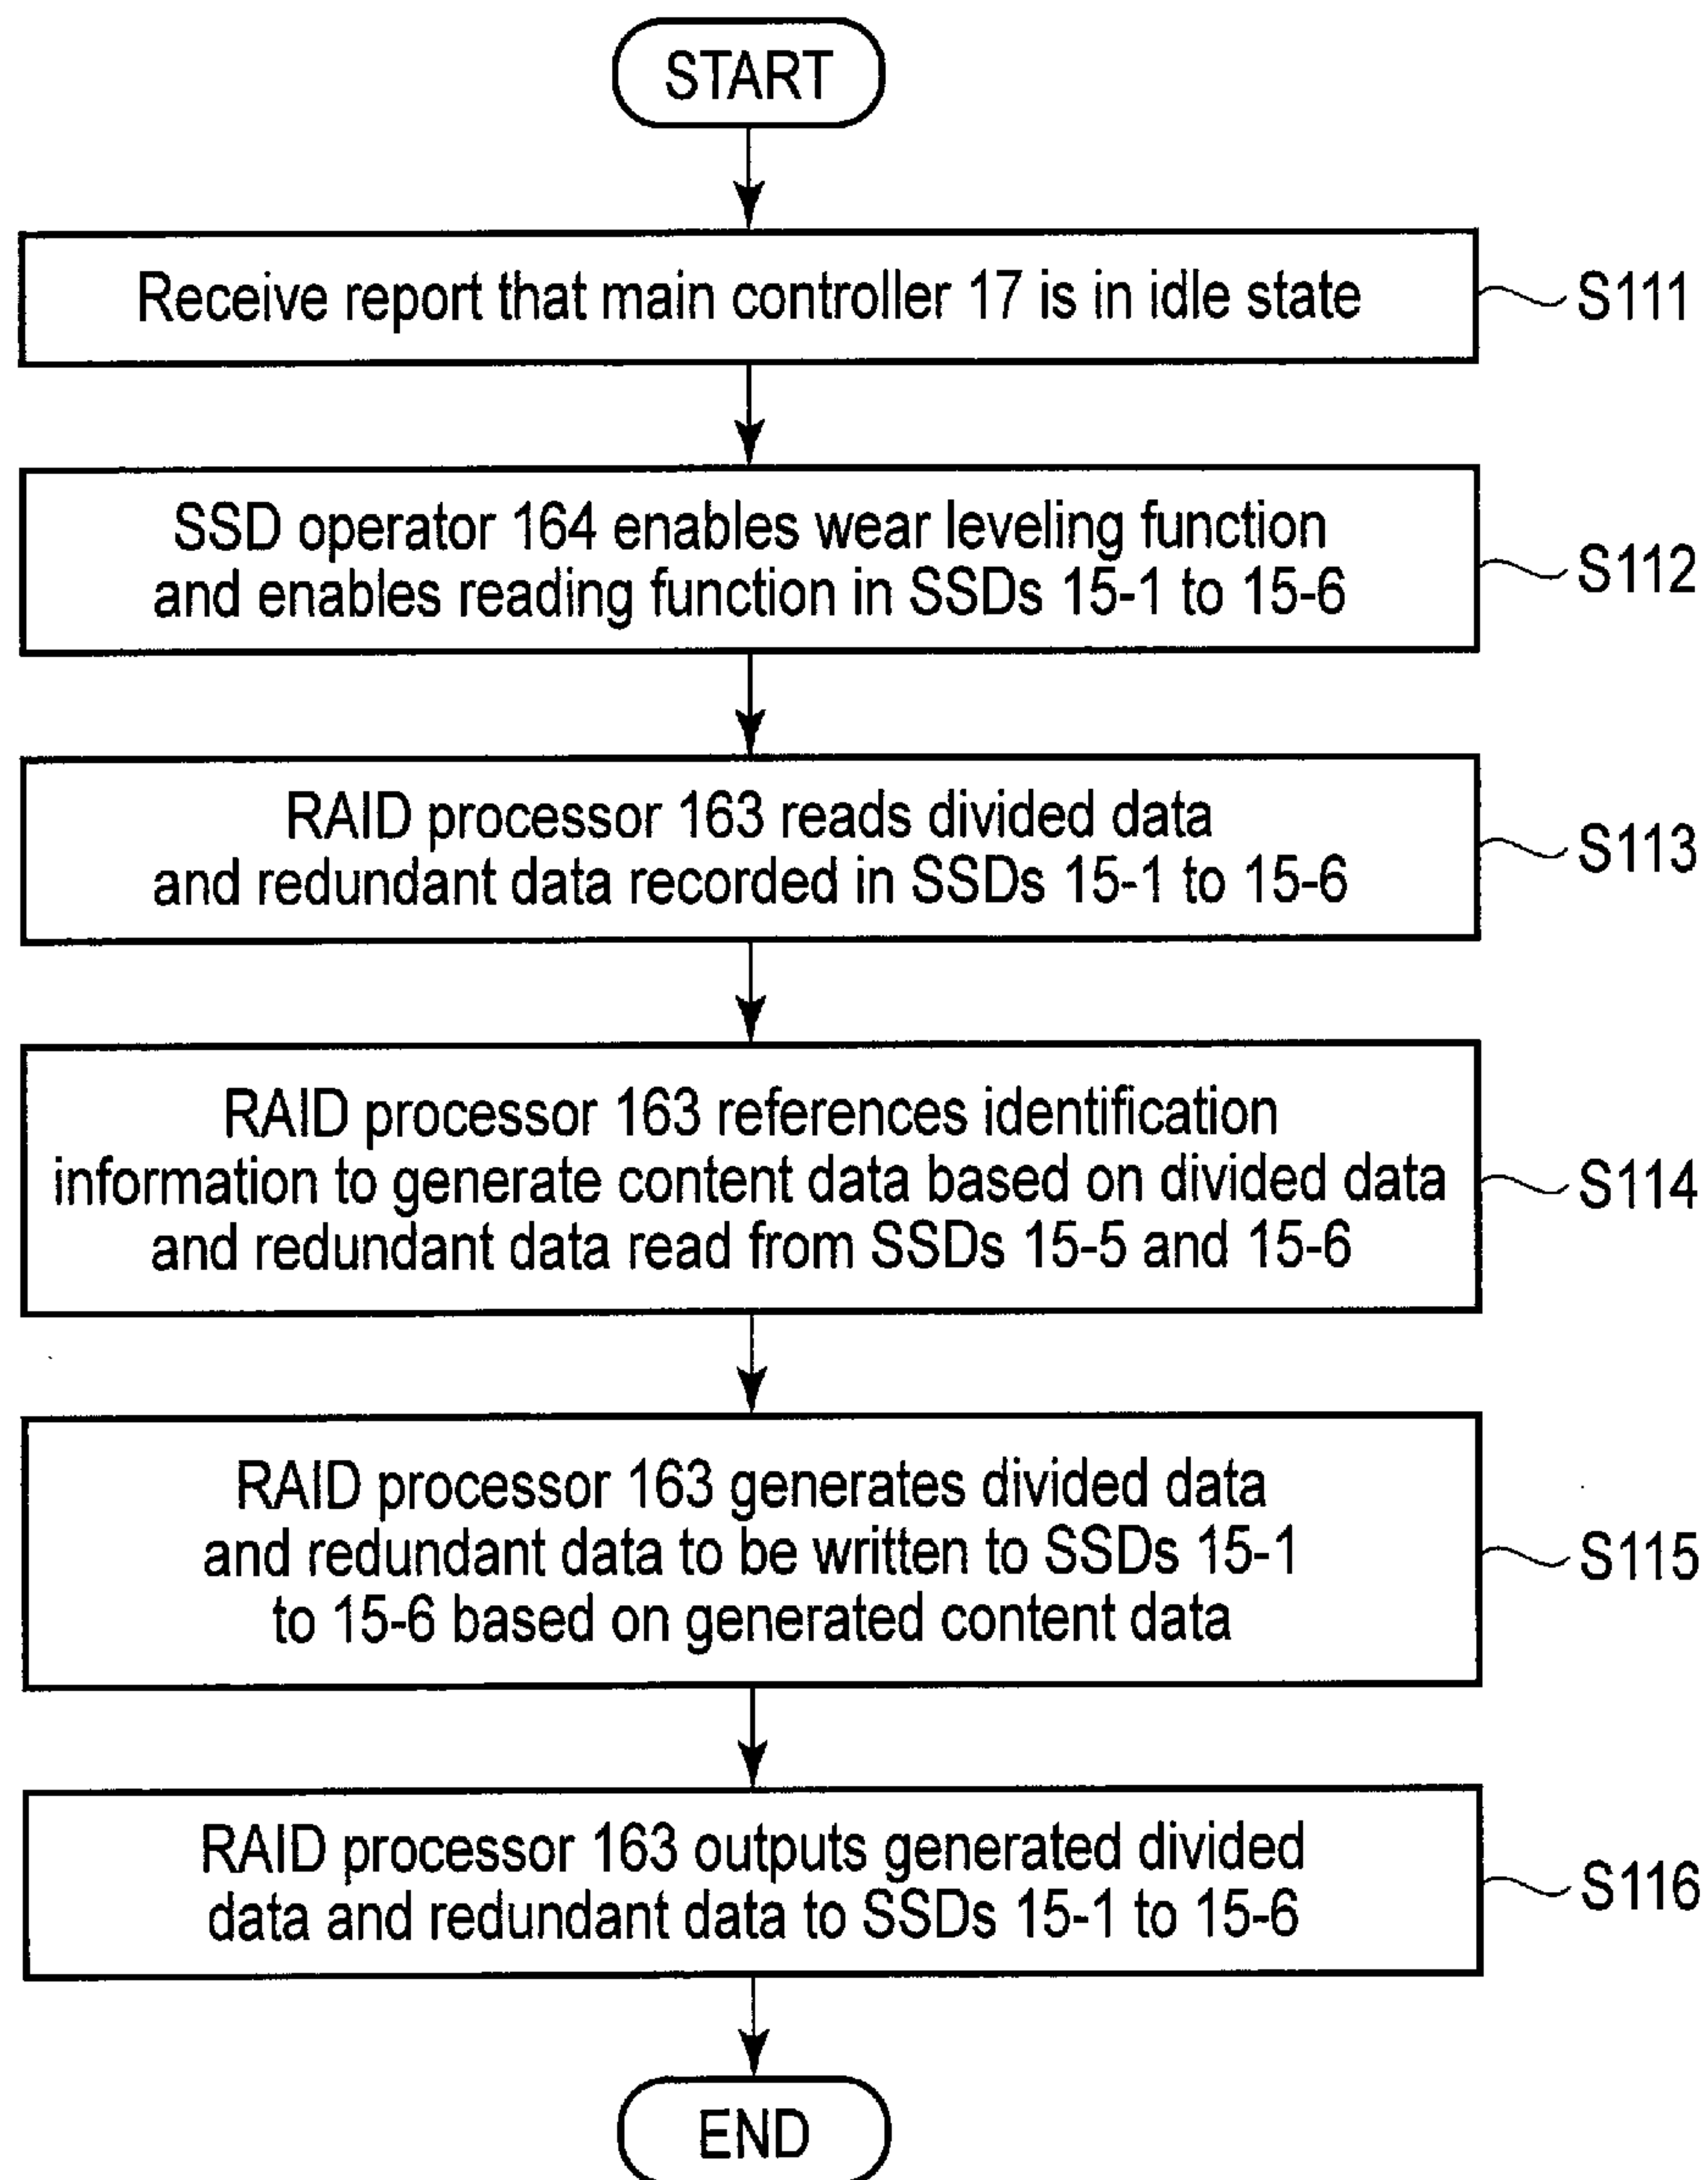 START
Receive report that main controller 17 is in idle state
S111
SSD operator 164 enables wear leveling function
and enables reading function in SSDs 15-1 to 15-6
S112
RAID processor 163 reads divided data
and redundant data recorded in SSDs 15-1 to 15-6
S113
RAID processor 163 references identification
information to generate content data based on divided data
and redundant data read from SSDs 15-5 and 15-6
S114
RAID processor 163 generates divided data
and redundant data to be written to SSDs 15-1
to 15-6 based on generated content data
S115
RAID processor 163 outputs generated divided
data and redundant data to SSDs 15-1 to 15-6
S116
END